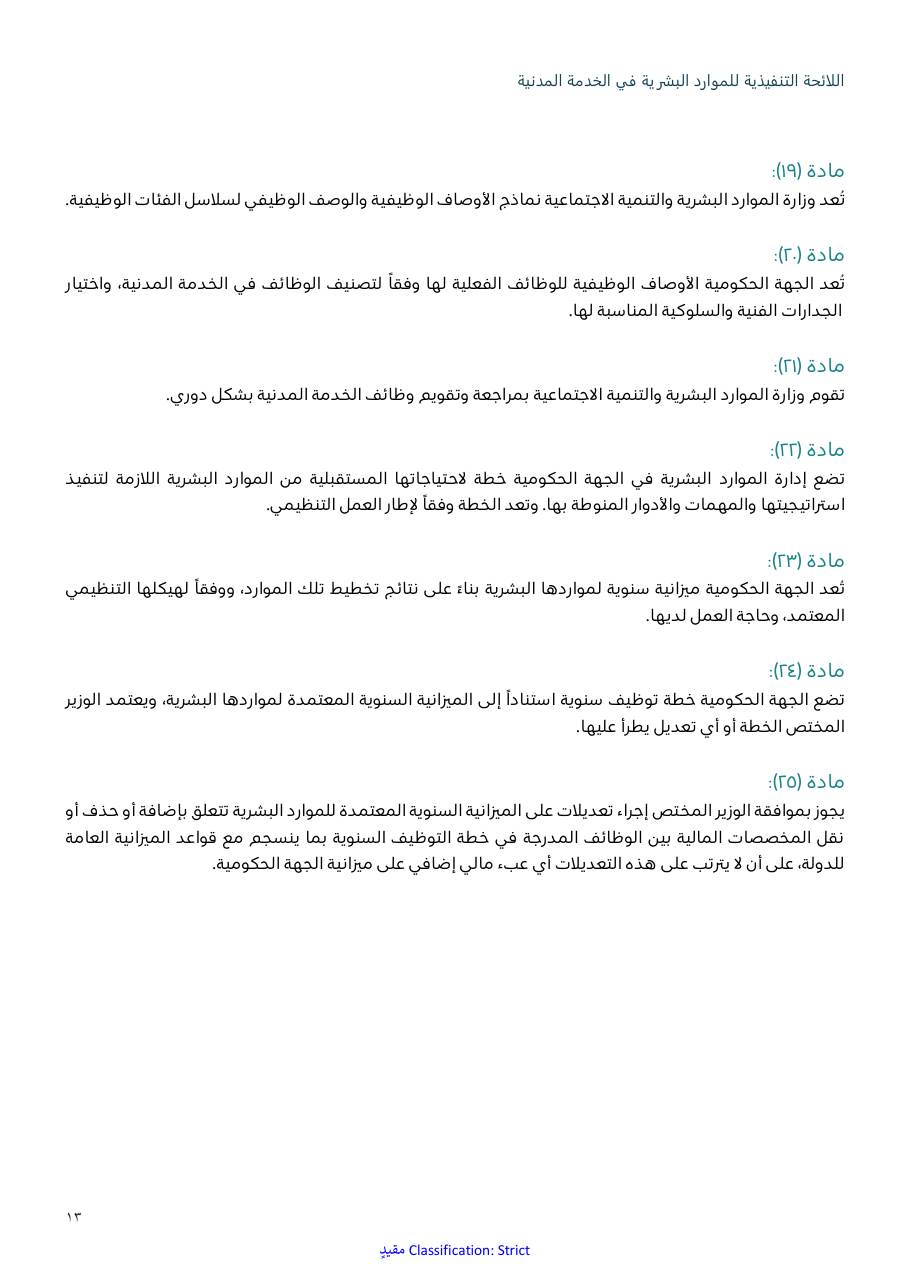 اللائحة التنفيذية للموارد البشرية في الخدمة المدنية
مادة (١٩):
تُعد وزارة الموارد البشرية والتنمية الاجتماعية نماذج الأوصاف الوظيفية والوصف الوظيفي لسلاسل الفئات الوظيفية.
مادة (٢٠):
تُعد الجهة الحكومية الأوصاف الوظيفية للوظائف الفعلية لها وفقاً لتصنيف الوظائف في الخدمة المدنية، واختيار
الجدارات الفنية والسلوكية المناسبة لها.
مادة (٢١):
تقوم وزارة الموارد البشرية والتنمية الاجتماعية بمراجعة وتقويم وظائف الخدمة المدنية بشكل دوري.
مادة (٢٢):
تضع إدارة الموارد البشرية في الجهة الحكومية خطة لاحتياجاتها المستقبلية من الموارد البشرية اللازمة لتنفيذ
استراتيجيتها والمهمات والأدوار المنوطة بها. وتعد الخطة وفقاً لإطار العمل التنظيمي.
مادة (٢٣):
تُعد الجهة الحكومية ميزانية سنوية لمواردها البشرية بناءً على نتائج تخطيط تلك الموارد، ووفقاً لهيكلها التنظيمي
المعتمد، وحاجة العمل لديها.
مادة (٢٤):
تضع الجهة الحكومية خطة توظيف سنوية استناداً إلى الميزانية السنوية المعتمدة لمواردها البشرية، ويعتمد الوزير
المختص الخطة أو أي تعديل يطرأ عليها.
مادة (٢٥):
يجوز بموافقة الوزير المختص إجراء تعديلات على الميزانية السنوية المعتمدة للموارد البشرية تتعلق بإضافة أو حذف أو
نقل المخصصات المالية بين الوظائف المدرجة في خطة التوظيف السنوية بما ينسجم مع قواعد الميزانية العامة
للدولة، على أن لا يترتب على هذه التعديلات أي عبء مالي إضافي على ميزانية الجهة الحكومية.
١٣
مقيدٍ Classification: Strict